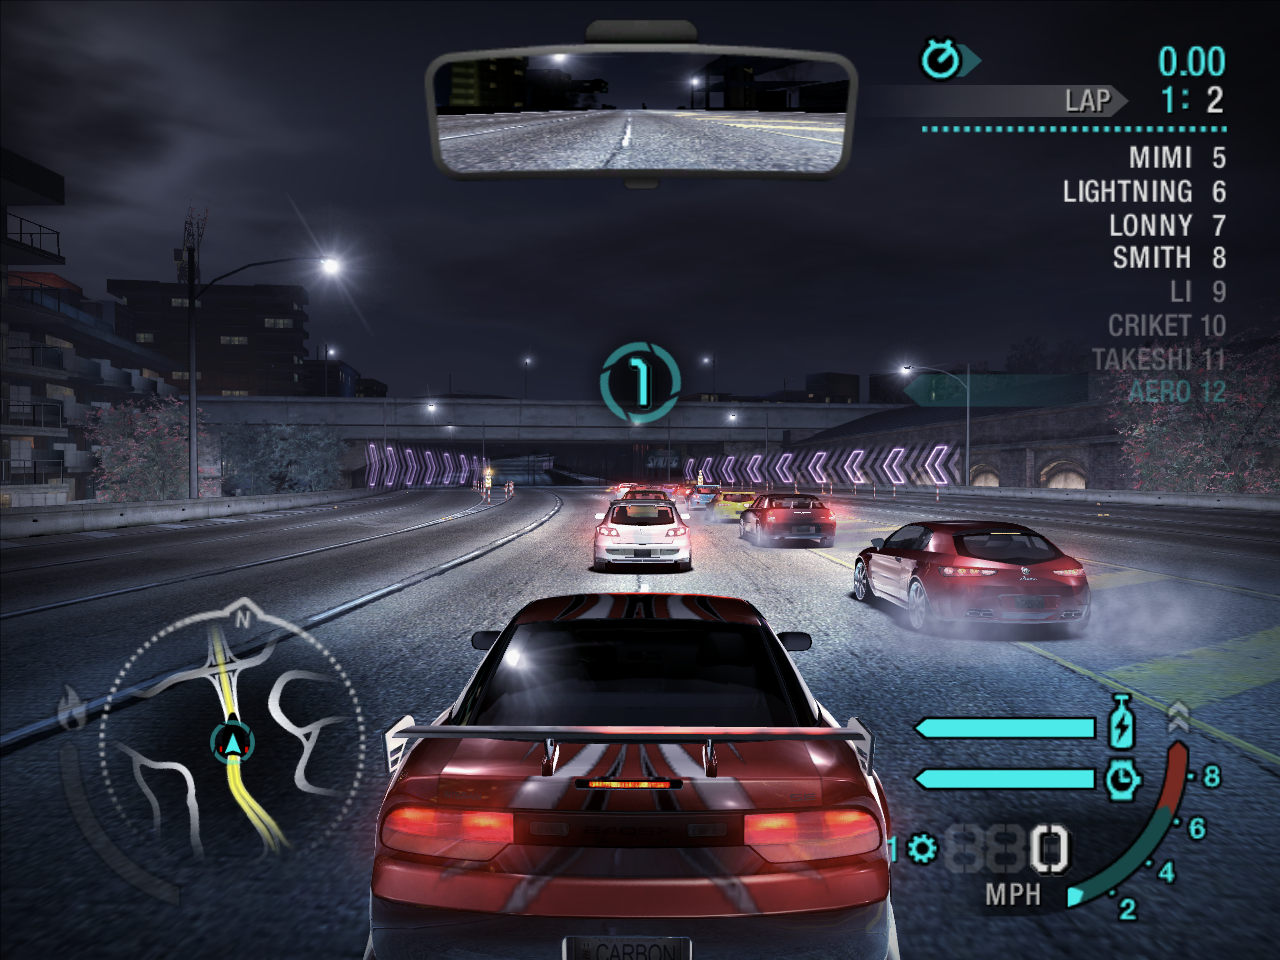 0.00
LAP 1: 2
MIMI 5
LIGHTNING 6
LONNY 7
SMITH 8
LI 9
CRIKET 10
TAKESHI 11
AERO 12
1
N
8
6
4
2
1
0
MPH
CARBON